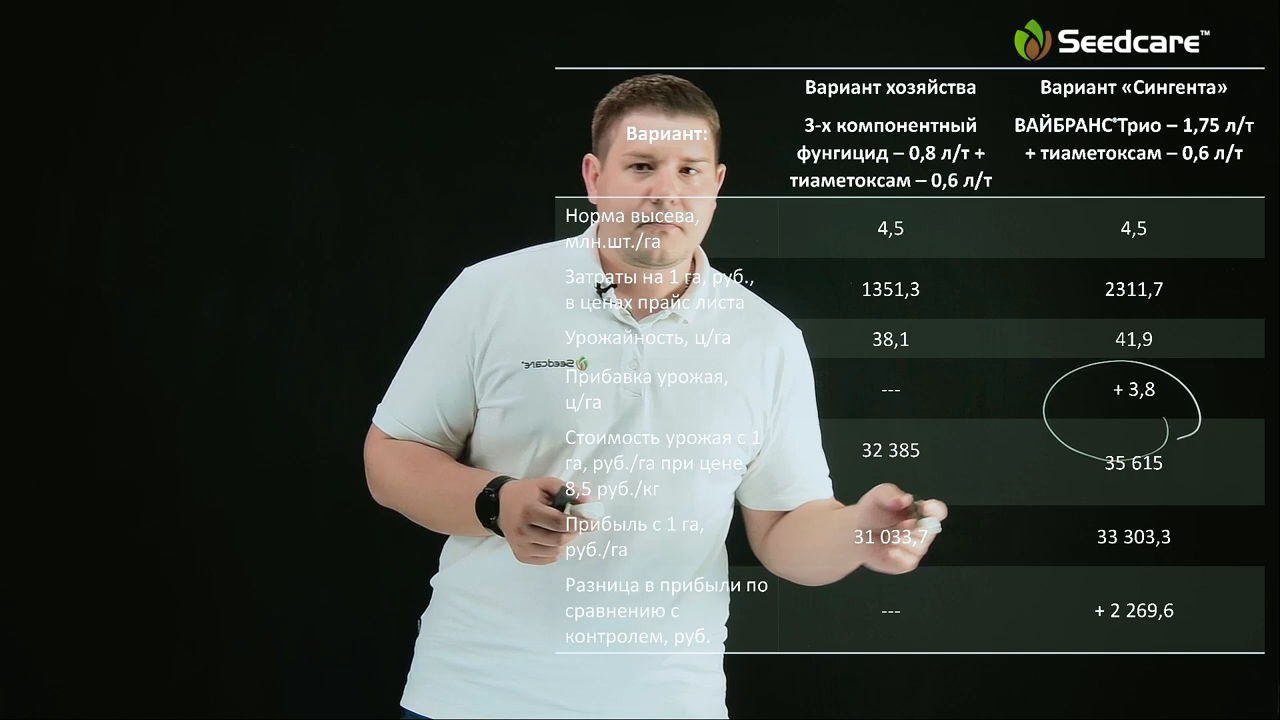 Seedcare™
Вариант:
Вариант хозяйства
3-х компонентный
фунгицид – 0,8 л/т +
тиаметоксам – 0,6 л/т
Вариант «Сингента»
ВАЙБРАНС®Трио – 1,75 л/т
+ тиаметоксам – 0,6 л/т
Норма высева,
млн.шт./га
4,5
4,5
Затраты на 1 га, руб.,
в ценах прайс листа
1351,3
2311,7
Урожайность, ц/га
38,1
41,9
Seedcare
Прибавка урожая,
ц/га
---
+ 3,8
Стоимость урожая с 1
га, руб./га при цене
8,5 руб./кг
32 385
35 615
Прибыль с 1 га,
руб./га
31 033,7
33 303,3
Разница в прибыли по
сравнению с
контролем, руб.
---
+ 2 269,6